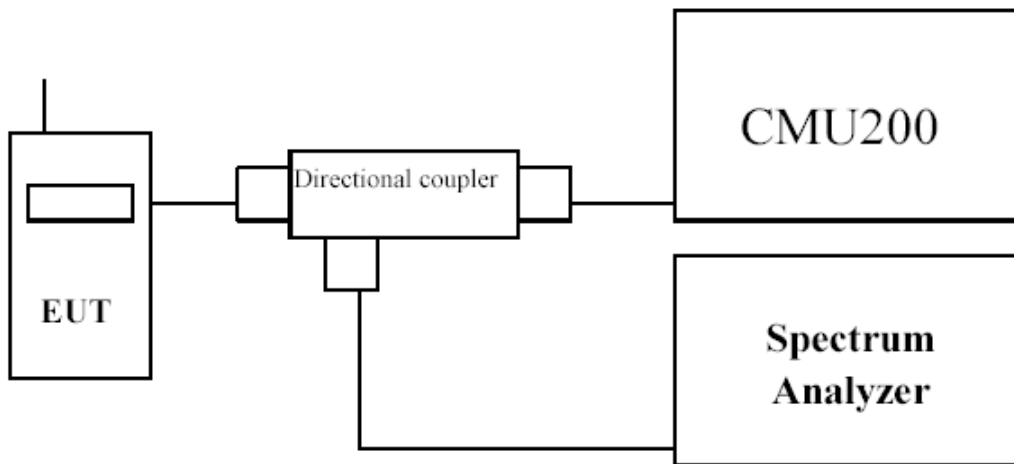 CMU200
Directional coupler
EUT
Spectrum
Analyzer